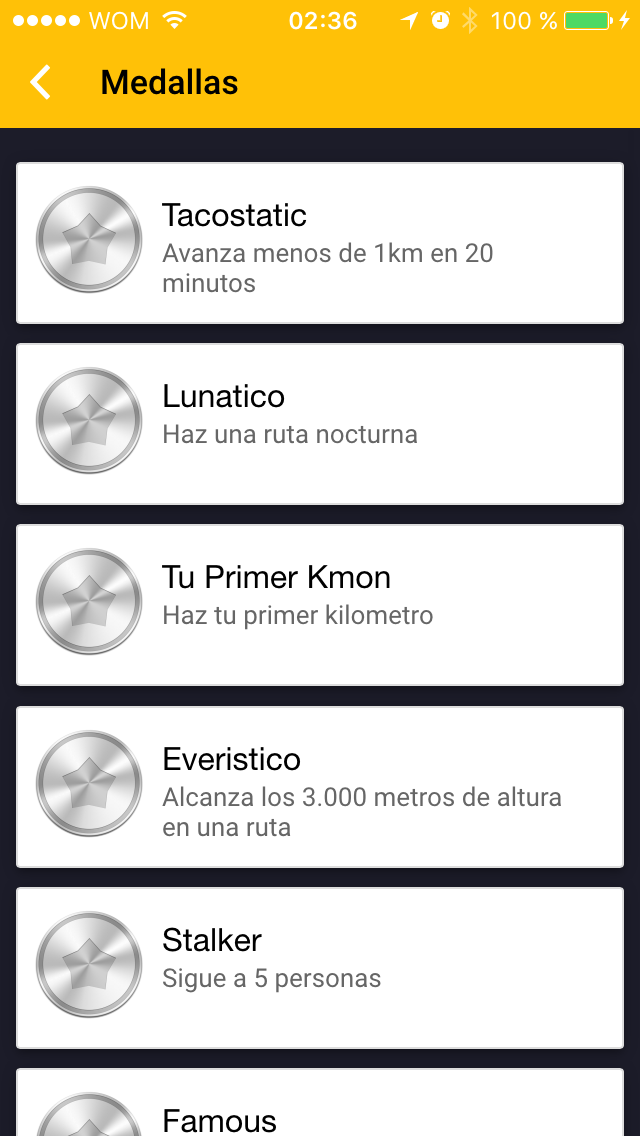 WOM 02:36 100 %
Medallas
Tacostatic
Avanza menos de 1km en 20
minutos
Lunatico
Haz una ruta nocturna
Tu Primer Kmon
Haz tu primer kilometro
Everistico
Alcanza los 3.000 metros de altura
en una ruta
Stalker
Sigue a 5 personas
Famous